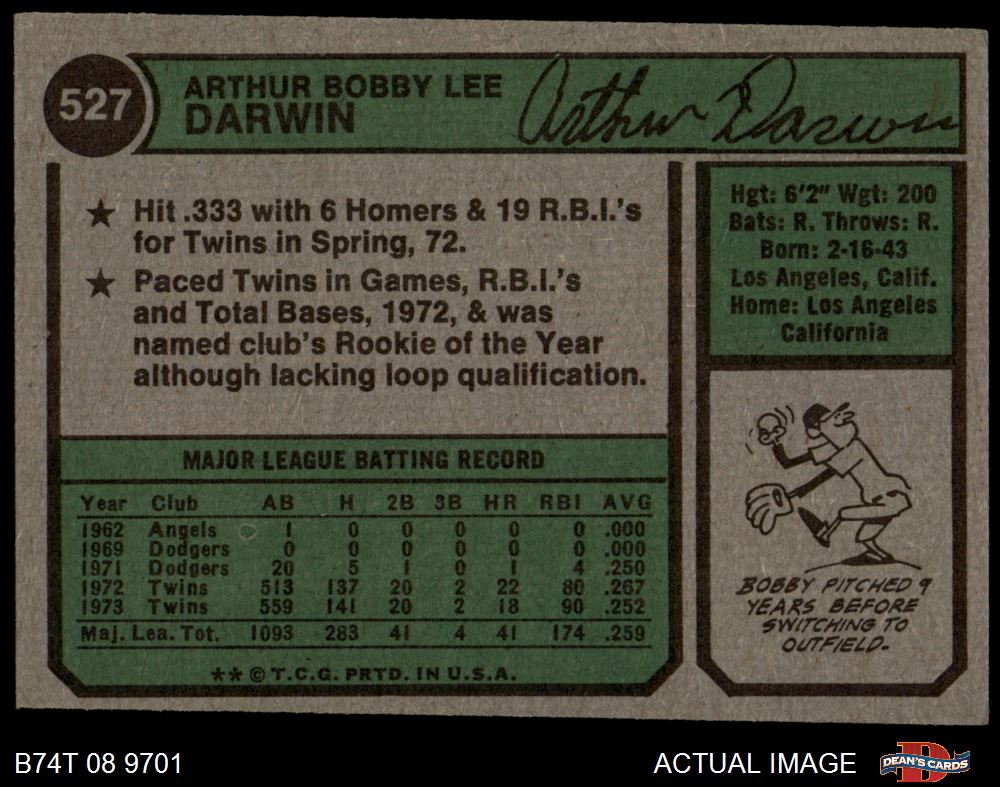 527
ARTHUR BOBBY LEE
DARWIN
Arthur Darwin
★ Hit .333 with 6 Homers & 19 R.B.I.'s
for Twins in Spring, 72.
★ Paced Twins in Games, R.B.I.'s
and Total Bases, 1972, & was
named club's Rookie of the Year
although lacking loop qualification.
Hgt: 6'2" Wgt: 200
Bats: R. Throws: R.
Born: 2-16-43
Los Angeles, Calif.
Home: Los Angeles
California
MAJOR LEAGUE BATTING RECORD
Year Club AB H 2B 3B HR RBI AVG
1962 Angels 1 0 0 0 0 0 .000
1969 Dodgers 0 0 0 0 0 0 .000
1971 Dodgers 20 5 1 0 1 4 .250
1972 Twins 513 137 20 2 22 80 .267
1973 Twins 559 141 20 2 18 90 .252
Maj. Lea. Tot. 1093 283 41 4 41 174 .259
** © T.C.G. PRTD. IN U.S.A.
BOBBY PITCHED 9
YEARS BEFORE
SWITCHING TO
OUTFIELD.
B74T 08 9701
ACTUAL IMAGE
DEAN'S CARDS